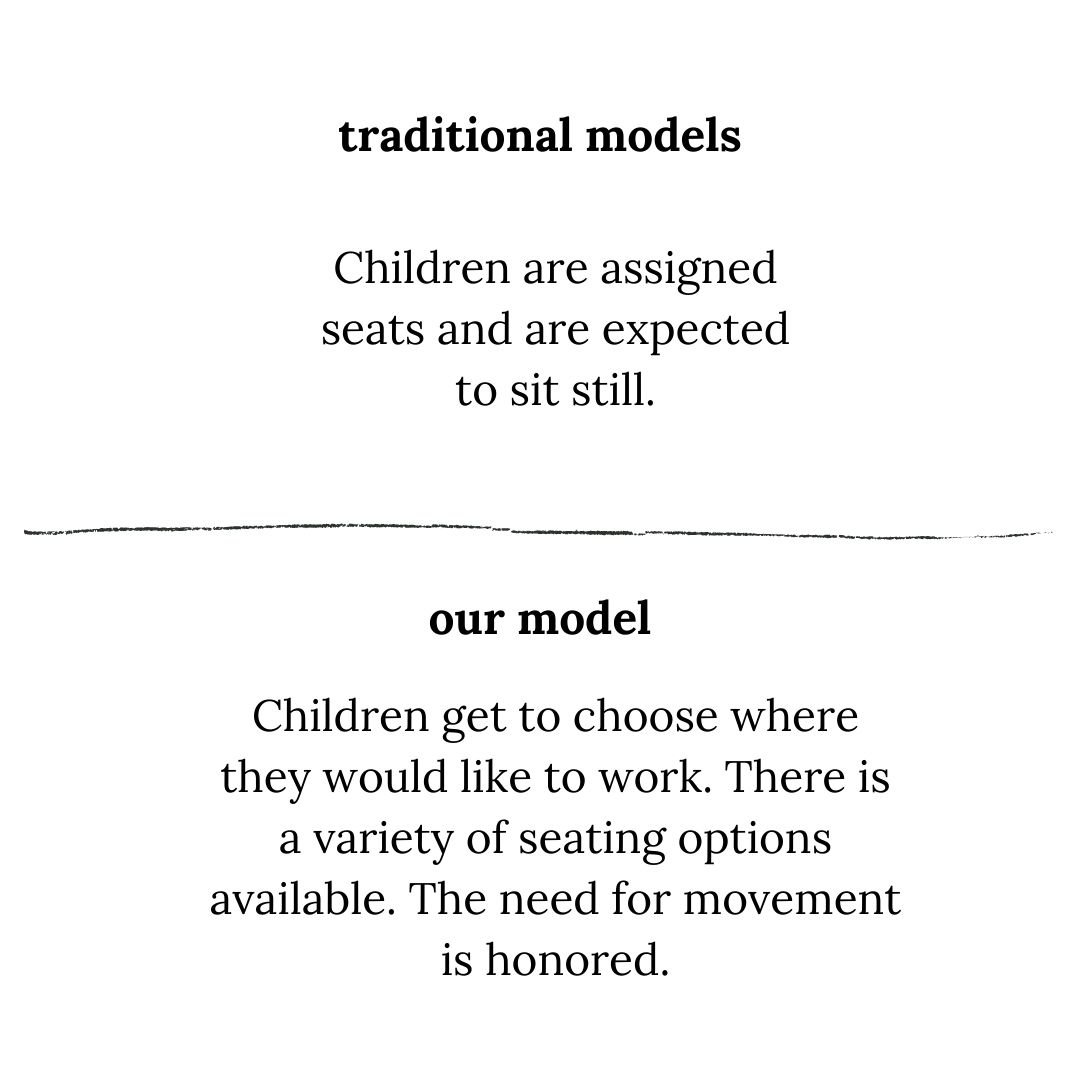 traditional models
Children are assigned
seats and are expected
to sit still.
our model
Children get to choose where
they would like to work. There is
a variety of seating options
available. The need for movement
is honored.